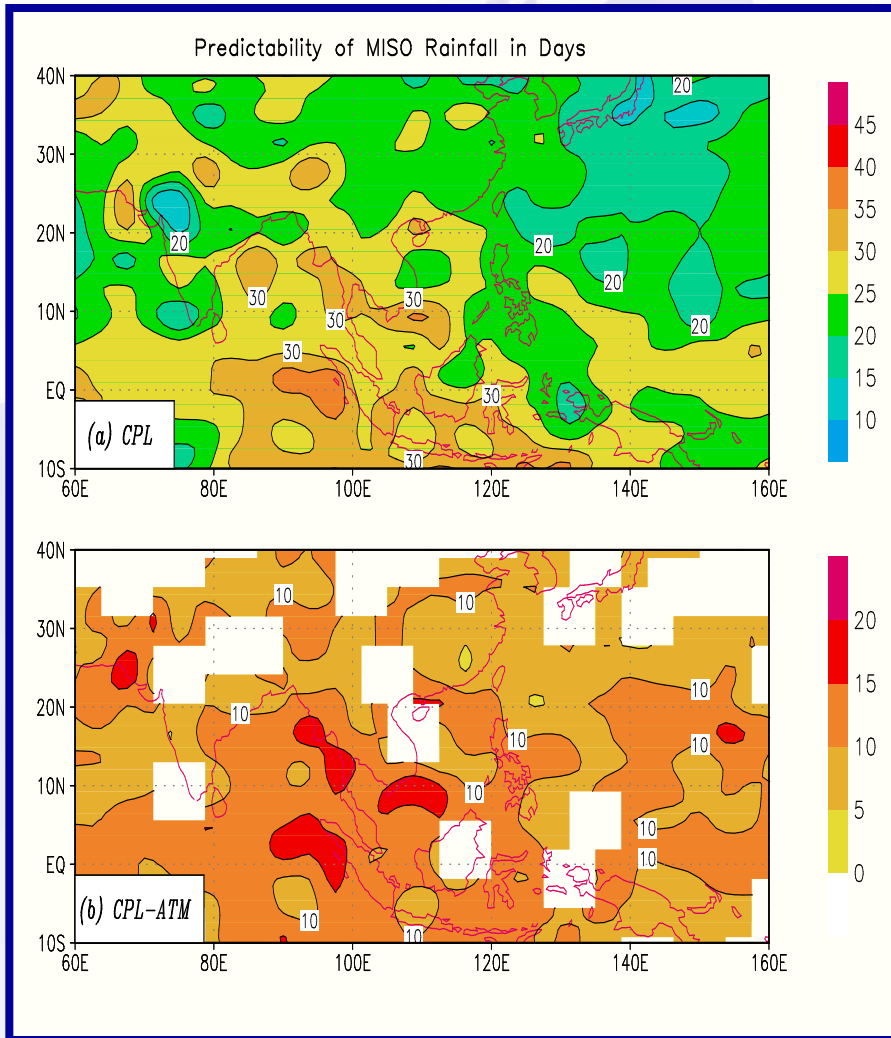 Predictability of MISO Rainfall in Days
40N
30N
20N
10N
EQ
10S
20
20
20
20
20
30
30
30
30
30
30
(a) CPL
60E 80E 100E 120E 140E 160E
45
40
35
30
25
20
15
10
40N
30N
20N
10N
EQ
10S
10
10
10
10
10
10
10
10
10
10
10
(b) CPL-ATM
60E 80E 100E 120E 140E 160E
20
15
10
5
0